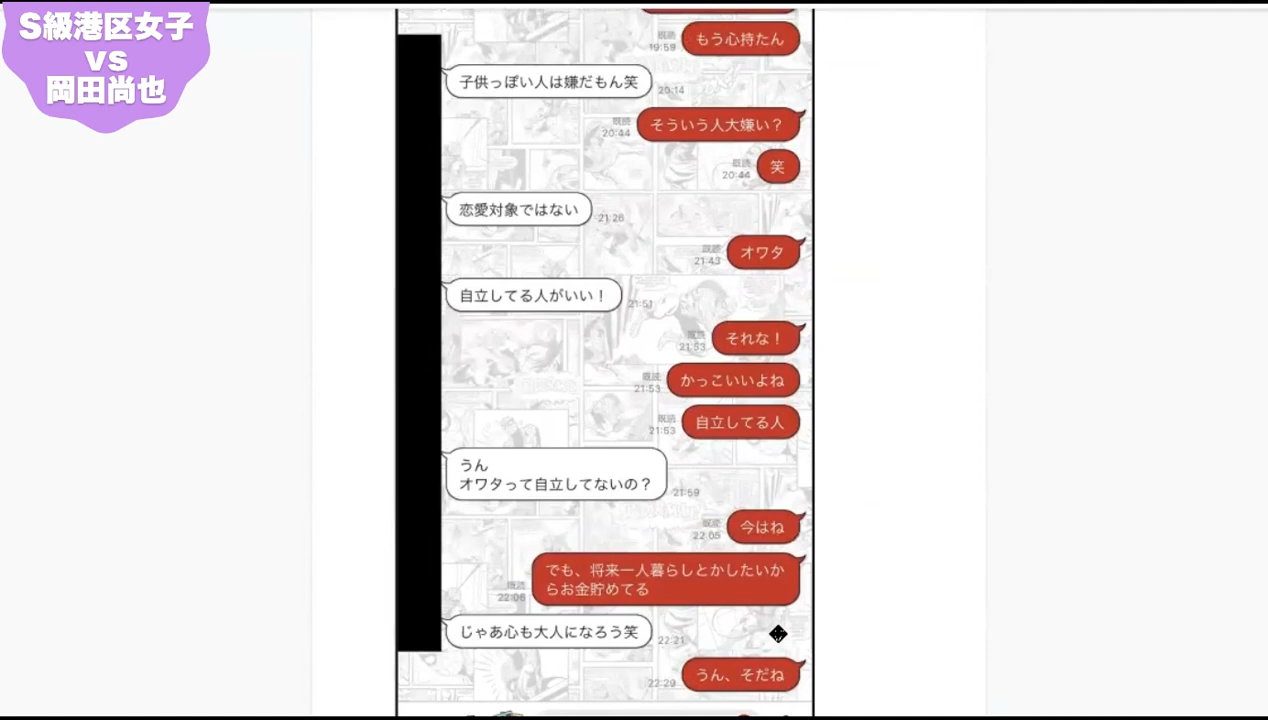 S級港区女子
vs
岡田尚也
既読
19:59
もう心持たん
子供っぽい人は嫌だもん笑
20:14
既読
20:44
そういう人大嫌い？
既読
20:44
笑
恋愛対象ではない
21:26
既読
21:43
オワタ
自立してる人がいい！
21:51
既読
21:53
それな！
既読
21:53
かっこいいよね
既読
21:53
自立してる人
うん
オワタって自立してないの？
21:59
既読
22:05
今はね
でも、将来一人暮らしとかしたいか
らお金貯めてる
既読
22:06
じゃあ心も大人になろう笑
22:21
22:29
うん、そだね